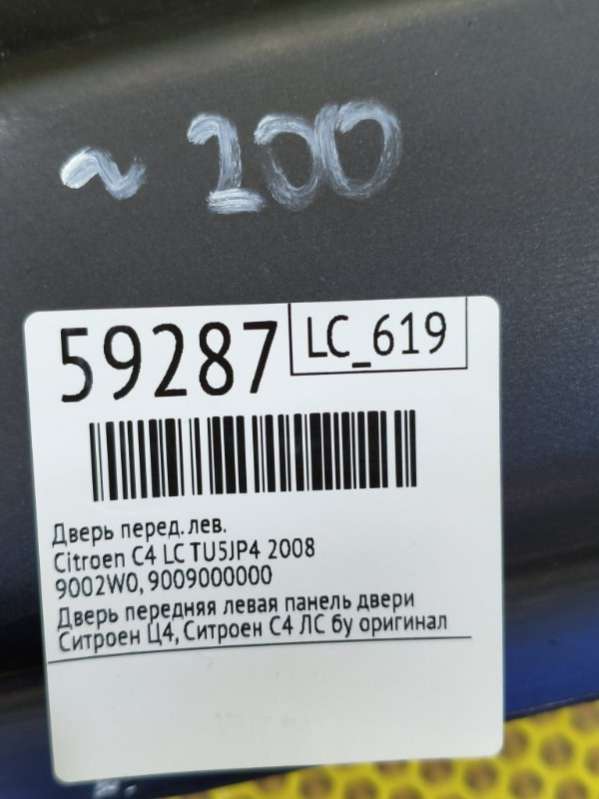 ~ 200
59287
LC_619
Дверь перед. лев.
Citroen C4 LC TU5JP4 2008
9002W0, 9009000000
Дверь передняя левая панель двери
Ситроен Ц4, Ситроен С4 ЛС бу оригинал